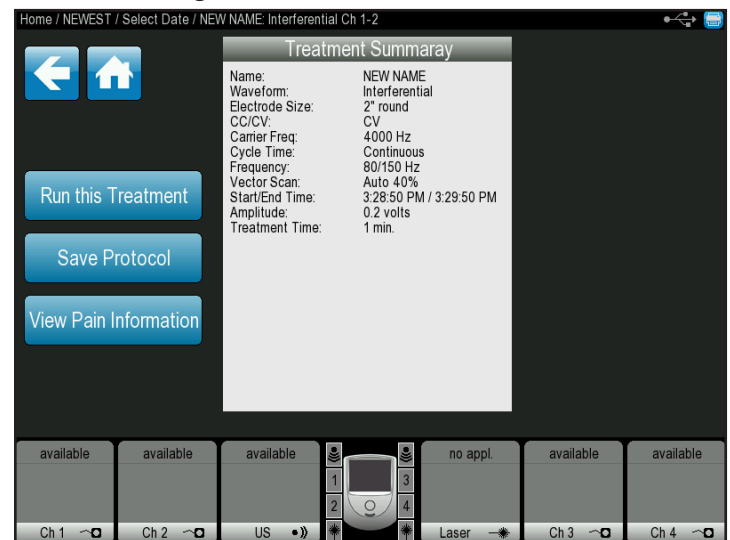 Home / NEWEST / Select Date / NEW NAME: Interferential Ch 1-2
Treatment Summaray
Name: NEW NAME
Waveform: Interferential
Electrode Size: 2" round
CC/CV: CV
Carrier Freq: 4000 Hz
Cycle Time: Continuous
Frequency: 80/150 Hz
Vector Scan: Auto 40%
Start/End Time: 3:28:50 PM / 3:29:50 PM
Amplitude: 0.2 volts
Treatment Time: 1 min.
Run this Treatment
Save Protocol
View Pain Information
available available available no appl. available available
1 3
2 4
Ch 1 Ch 2 US Laser Ch 3 Ch 4